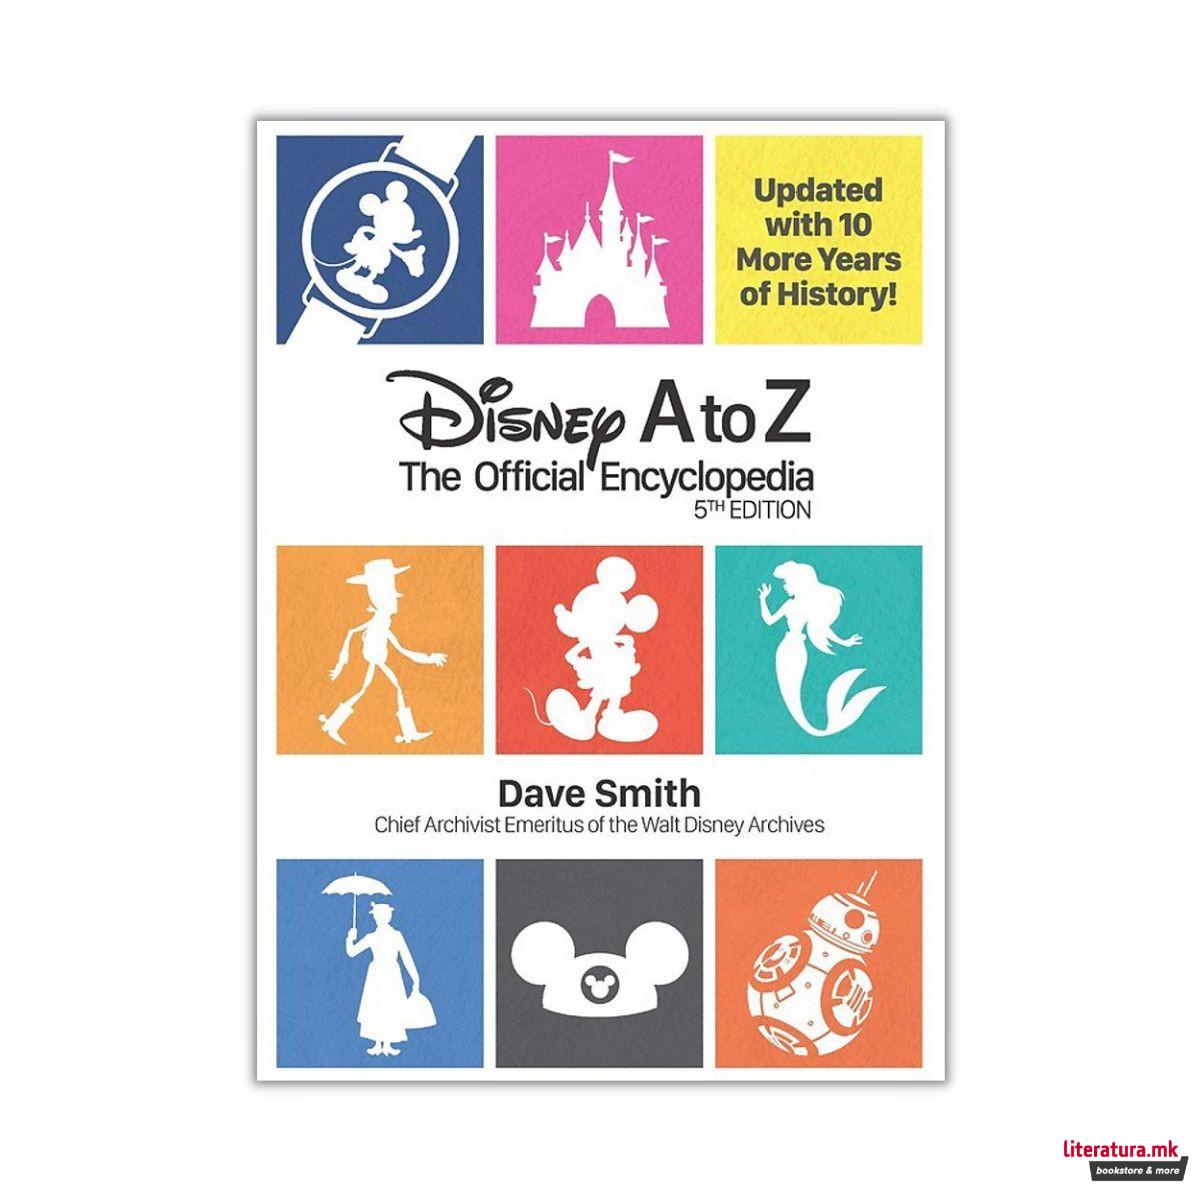 Updated
with 10
More Years
of History!
Disney A to Z
The Official Encyclopedia
5TH EDITION
Dave Smith
Chief Archivist Emeritus of the Walt Disney Archives
literatura.mk
bookstore & more